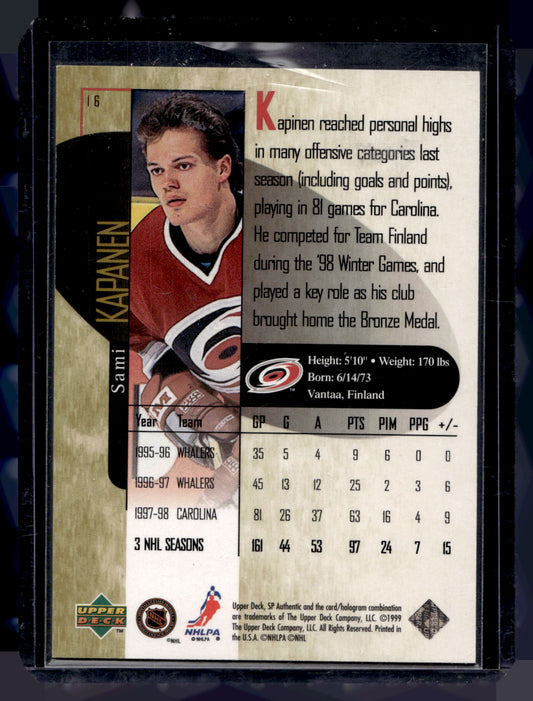 16
Sami KAPANEN
Kapinen reached personal highs
in many offensive categories last
season (including goals and points),
playing in 81 games for Carolina.
He competed for Team Finland
during the '98 Winter Games, and
played a key role as his club
brought home the Bronze Medal.
Height: 5'10" • Weight: 170 lbs
Born: 6/14/73
Vantaa, Finland
Year Team GP G A PTS PIM PPG +/-
1995-96 WHALERS 35 5 4 9 6 0 0
1996-97 WHALERS 45 13 12 25 2 3 6
1997-98 CAROLINA 81 26 37 63 16 4 9
3 NHL SEASONS 161 44 53 97 24 7 15
UPPER
DECK™
NHL
©NHL
NHLPA
©NHLPA
Upper Deck, SP Authentic and the card/hologram combination
are trademarks of The Upper Deck Company, LLC. ©1999
The Upper Deck Company, LLC. All Rights Reserved. Printed in
the U.S.A. ©NHLPA ©NHL